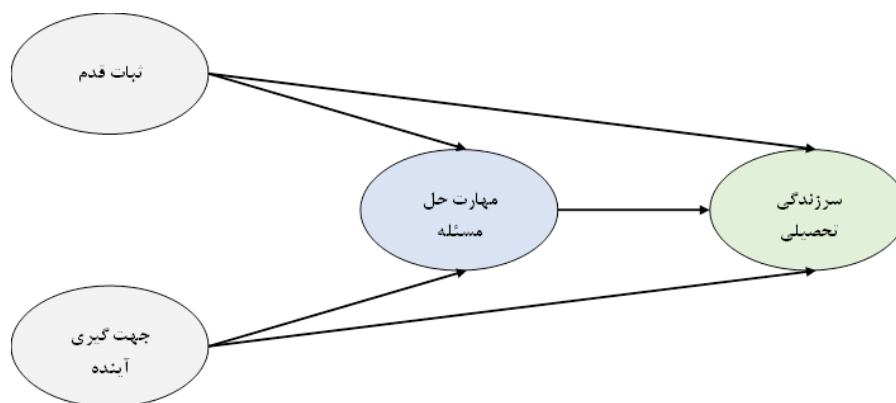 ثبات قدم
مهارت حل
مسئله
سرزندگی
تحصیلی
جهت گیری
آینده